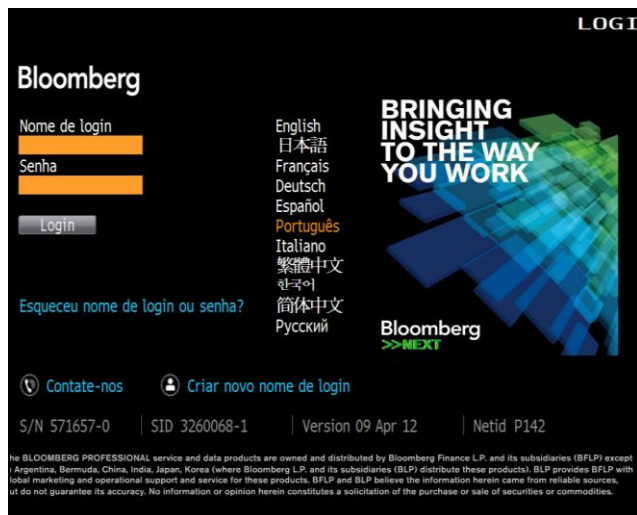 LOGI
Bloomberg
Nome de login
Senha
Login
Esqueceu nome de login ou senha?
English
日本語
Français
Deutsch
Español
Português
Italiano
繁體中文
한국어
简体中文
Русский
BRINGING
INSIGHT
TO THE WAY
YOU WORK
Bloomberg
>>NEXT
Contate-nos
Criar novo nome de login
S/N 571657-0 SID 3260068-1 Version 09 Apr 12 Netid P142
he BLOOMBERG PROFESSIONAL service and data products are owned and distributed by Bloomberg Finance L.P. and its subsidiaries (BFLP) except
n Argentina, Bermuda, China, India, Japan, Korea (where Bloomberg L.P. and its subsidiaries (BLP) distribute these products). BLP provides BFLP with
lobal marketing and operational support and service for these products. BFLP and BLP believe the information herein came from reliable sources,
ut do not guarantee its accuracy. No information or opinion herein constitutes a solicitation of the purchase or sale of securities or commodities.